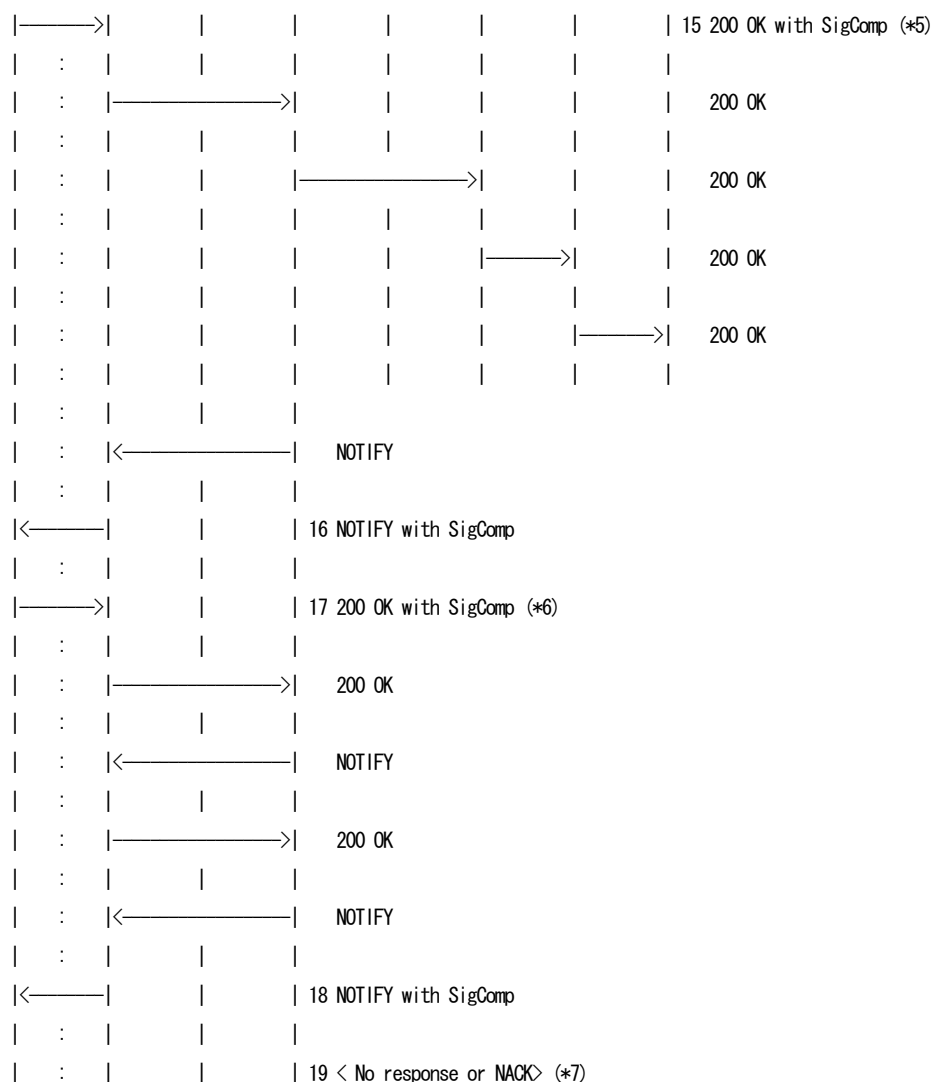 15 200 OK with SigComp (*5)
200 OK
200 OK
200 OK
200 OK
NOTIFY
16 NOTIFY with SigComp
17 200 OK with SigComp (*6)
200 OK
NOTIFY
200 OK
NOTIFY
18 NOTIFY with SigComp
19 < No response or NACK> (*7)